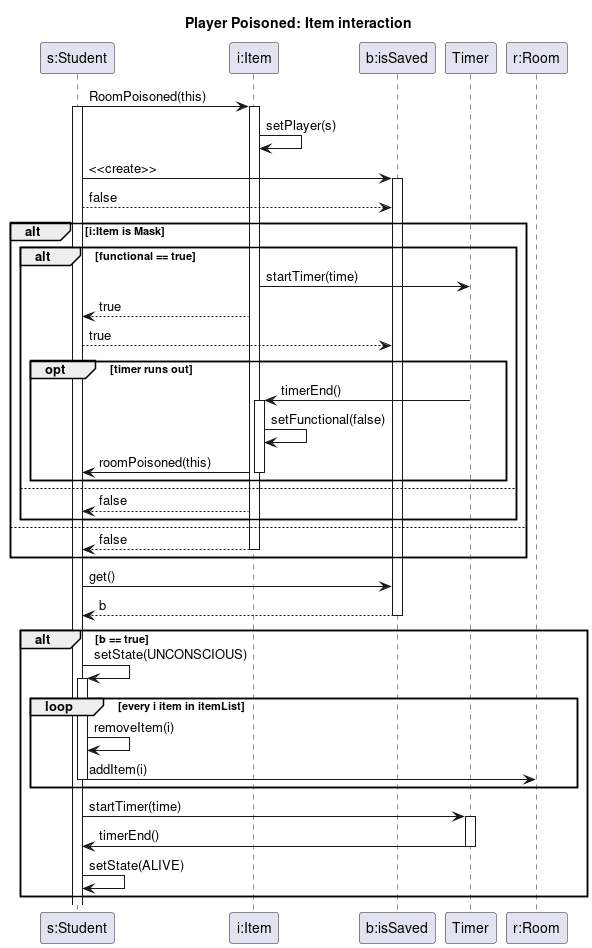 Player Poisoned: Item interaction
s:Student i:Item b:isSaved Timer r:Room
RoomPoisoned(this)
setPlayer(s)
<<create>>
false
alt [i:Item is Mask]
alt [functional == true]
startTimer(time)
true
true
opt [timer runs out]
timerEnd()
setFunctional(false)
roomPoisoned(this)
false
false
get()
b
alt [b == true]
setState(UNCONSCIOUS)
loop [every i item in itemList]
removeItem(i)
addItem(i)
startTimer(time)
timerEnd()
setState(ALIVE)
s:Student i:Item b:isSaved Timer r:Room